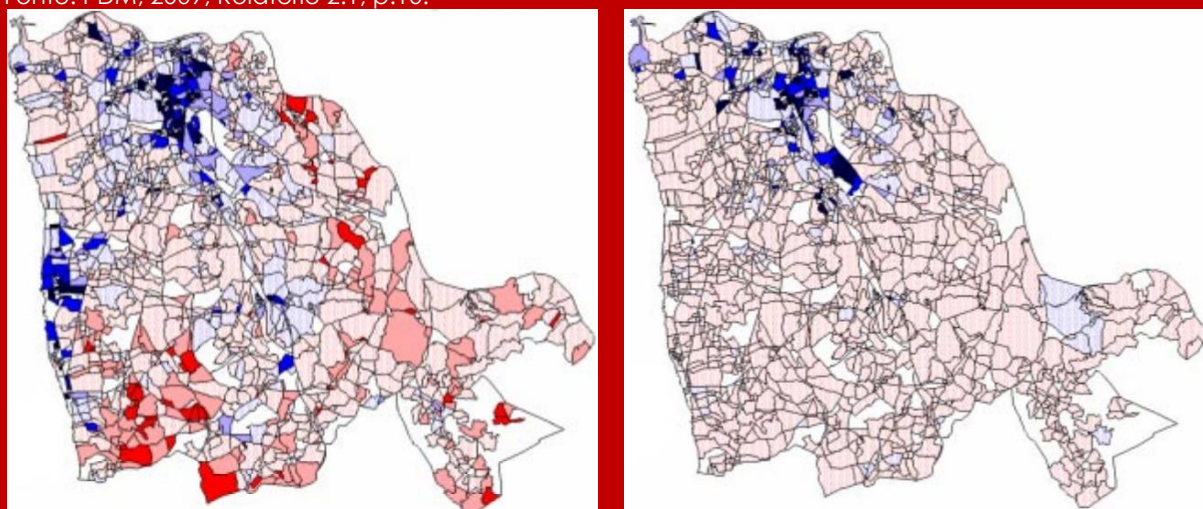 Fonte: PDM, 2009, Relatório 2.1, p.10.